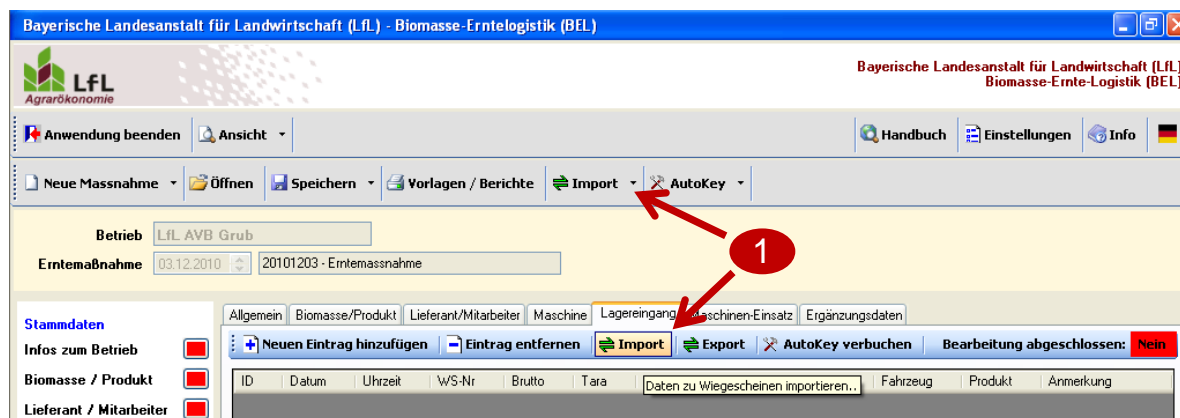 Bayerische Landesanstalt für Landwirtschaft (LfL) - Biomasse-Erntelogistik (BEL)
LfL
Agrarökonomie
Bayerische Landesanstalt für Landwirtschaft (LfL)
Biomasse-Ernte-Logistik (BEL)
Anwendung beenden Ansicht Handbuch Einstellungen Info
Neue Massnahme Öffnen Speichern Vorlagen / Berichte Import AutoKey
Betrieb LfL AVB Grub
Erntemaßnahme 03.12.2010 20101203 - Erntemassnahme
1
Stammdaten
Infos zum Betrieb
Biomasse / Produkt
Lieferant / Mitarbeiter
Allgemein Biomasse/Produkt Lieferant/Mitarbeiter Maschine Lagereingang Maschinen-Einsatz Ergänzungsdaten
Neuen Eintrag hinzufügen Eintrag entfernen Import Export AutoKey verbuchen Bearbeitung abgeschlossen: Nein
ID Datum Uhrzeit WS-Nr Brutto Tara Fahrzeug Produkt Anmerkung
Daten zu Wiegescheinen importieren..